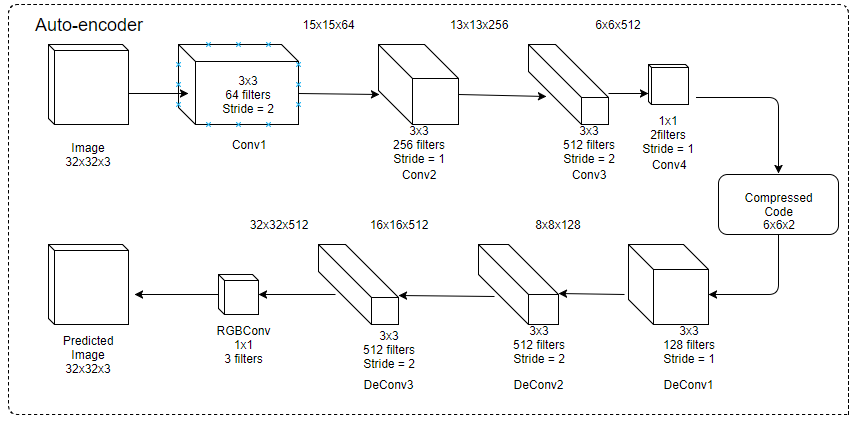 Auto-encoder
15x15x64
13x13x256
6x6x512
Image
32x32x3
3x3
64 filters
Stride = 2
Conv1
3x3
256 filters
Stride = 1
Conv2
3x3
512 filters
Stride = 2
Conv3
1x1
2filters
Stride = 1
Conv4
Compressed
Code
6x6x2
32x32x512
16x16x512
8x8x128
Predicted
Image
32x32x3
RGBConv
1x1
3 filters
3x3
512 filters
Stride = 2
DeConv3
3x3
512 filters
Stride = 2
DeConv2
3x3
128 filters
Stride = 1
DeConv1